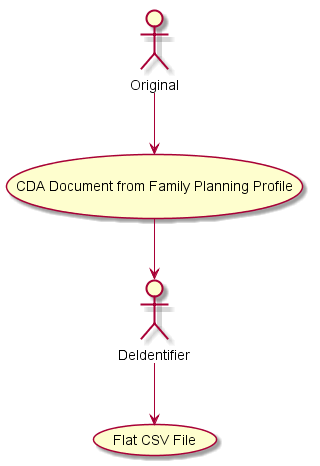 Original
CDA Document from Family Planning Profile
DeIdentifier
Flat CSV File